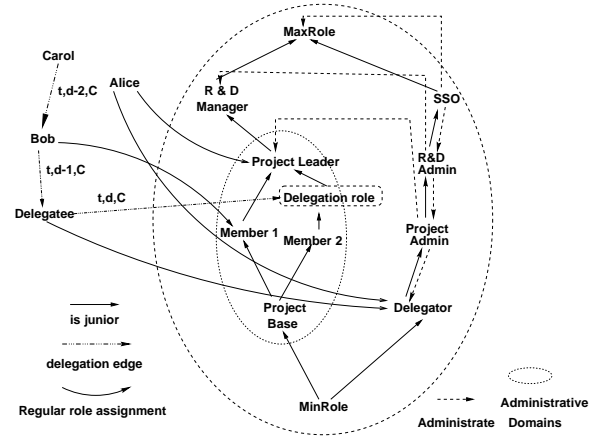 MaxRole
Carol
Alice
R & D
Manager
SSO
t,d-2,C
Bob
Project Leader
R&D
Admin
t,d-1,C
t,d,C
Delegation role
Delegatee
Member 1
Member 2
Project
Admin
Project
Base
Delegator
is junior
delegation edge
MinRole
Regular role assignment
Administrate
Administrative
Domains